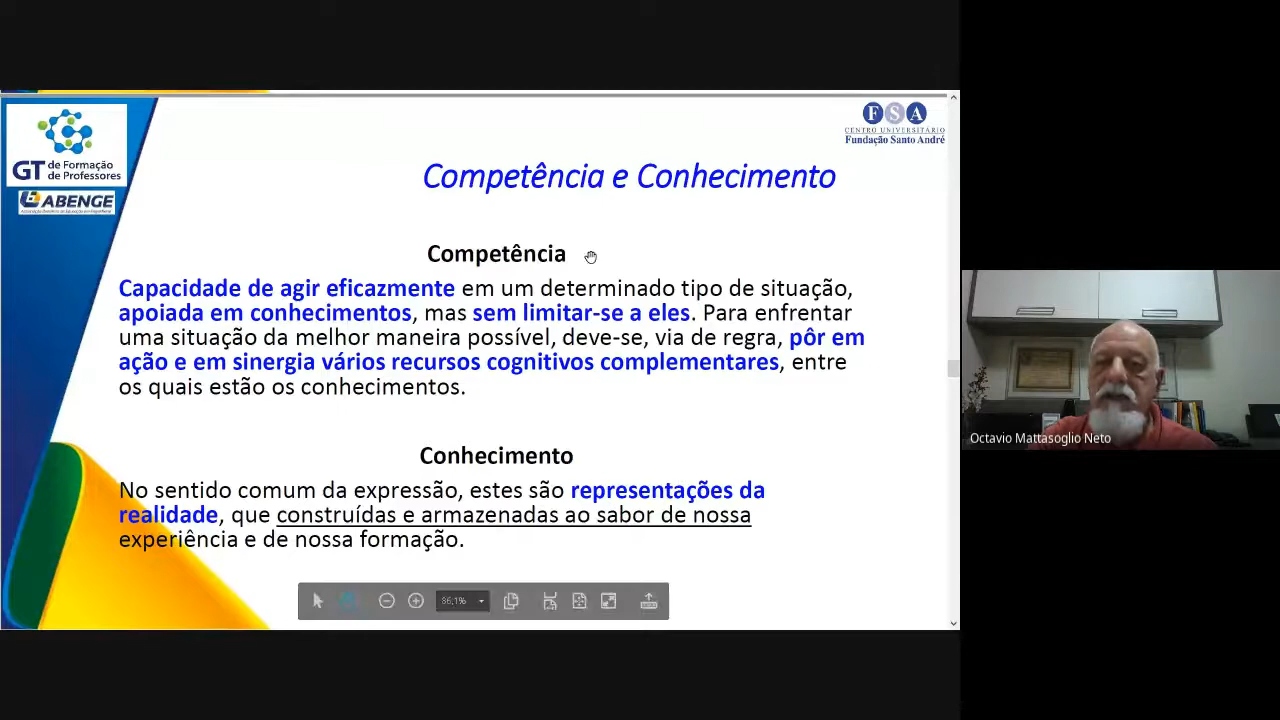 GT de Formação
de Professores
ABENGE
FSA
CENTRO UNIVERSITÁRIO
Fundação Santo André
Competência e Conhecimento
Competência
Capacidade de agir eficazmente em um determinado tipo de situação,
apoiada em conhecimentos, mas sem limitar-se a eles. Para enfrentar
uma situação da melhor maneira possível, deve-se, via de regra, pôr em
ação e em sinergia vários recursos cognitivos complementares, entre
os quais estão os conhecimentos.
Conhecimento
No sentido comum da expressão, estes são representações da
realidade, que construídas e armazenadas ao sabor de nossa
experiência e de nossa formação.
86,1%
Octavio Mattasoglio Neto